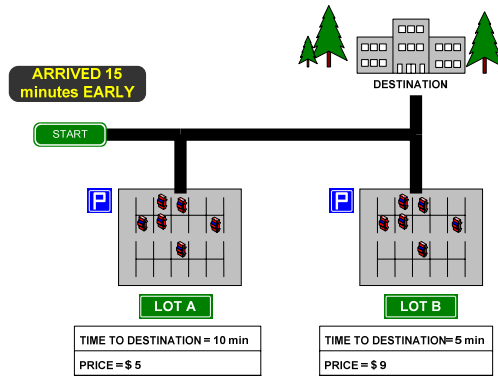 ARRIVED 15
minutes EARLY
DESTINATION
START
P
P
LOT A
LOT B
TIME TO DESTINATION = 10 min
PRICE = $ 5
TIME TO DESTINATION= 5 min
PRICE = $ 9